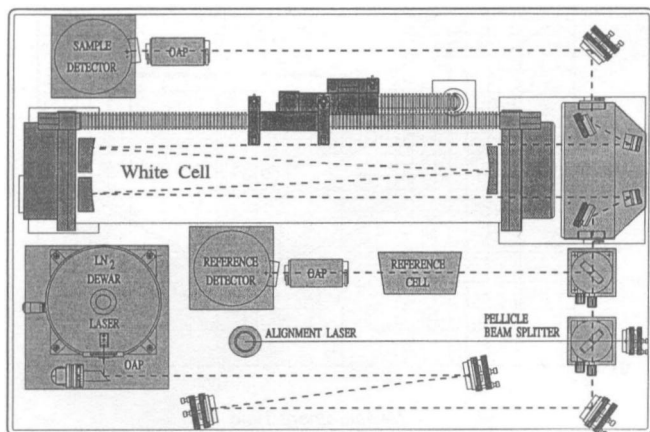 SAMPLE
DETECTOR
OAP
White Cell
LN2
DEWAR
LASER
OAP
REFERENCE
DETECTOR
OAP
REFERENCE
CELL
ALIGNMENT LASER
PELLICLE
BEAM SPLITTER